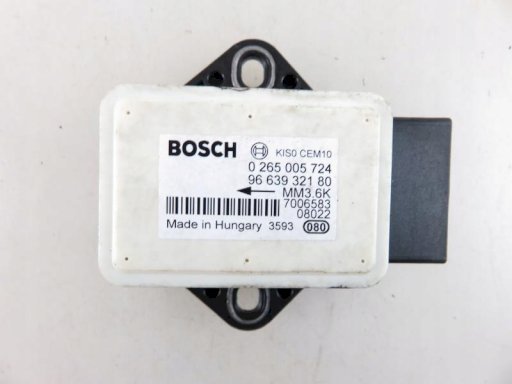 BOSCH KIS0 CEM10
0 265 005 724
96 639 321 80
MM3.6K
7006583
08022
Made in Hungary 3593 080